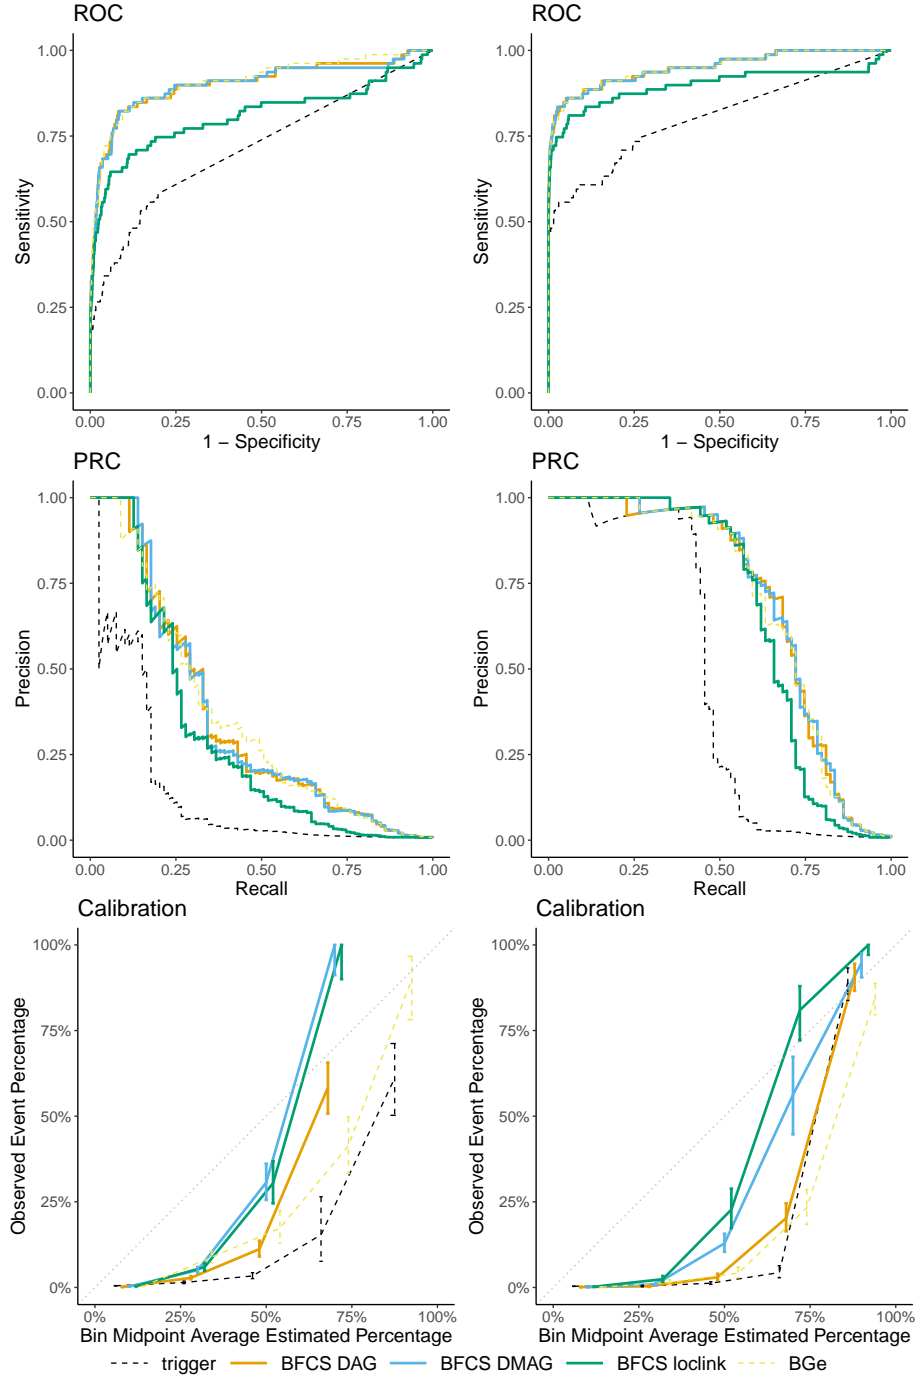 ROC
1.00
0.75
0.50
0.25
0.00
Sensitivity
0.00 0.25 0.50 0.75 1.00
1 − Specificity
ROC
1.00
0.75
0.50
0.25
0.00
Sensitivity
0.00 0.25 0.50 0.75 1.00
1 − Specificity
PRC
1.00
0.75
0.50
0.25
0.00
Precision
0.00 0.25 0.50 0.75 1.00
Recall
PRC
1.00
0.75
0.50
0.25
0.00
Precision
0.00 0.25 0.50 0.75 1.00
Recall
Calibration
100%
75%
50%
25%
0%
Observed Event Percentage
0% 25% 50% 75% 100%
Bin Midpoint Average Estimated Percentage
Calibration
100%
75%
50%
25%
0%
Observed Event Percentage
0% 25% 50% 75% 100%
Bin Midpoint Average Estimated Percentage
trigger BFCS DAG BFCS DMAG BFCS loclink BGe